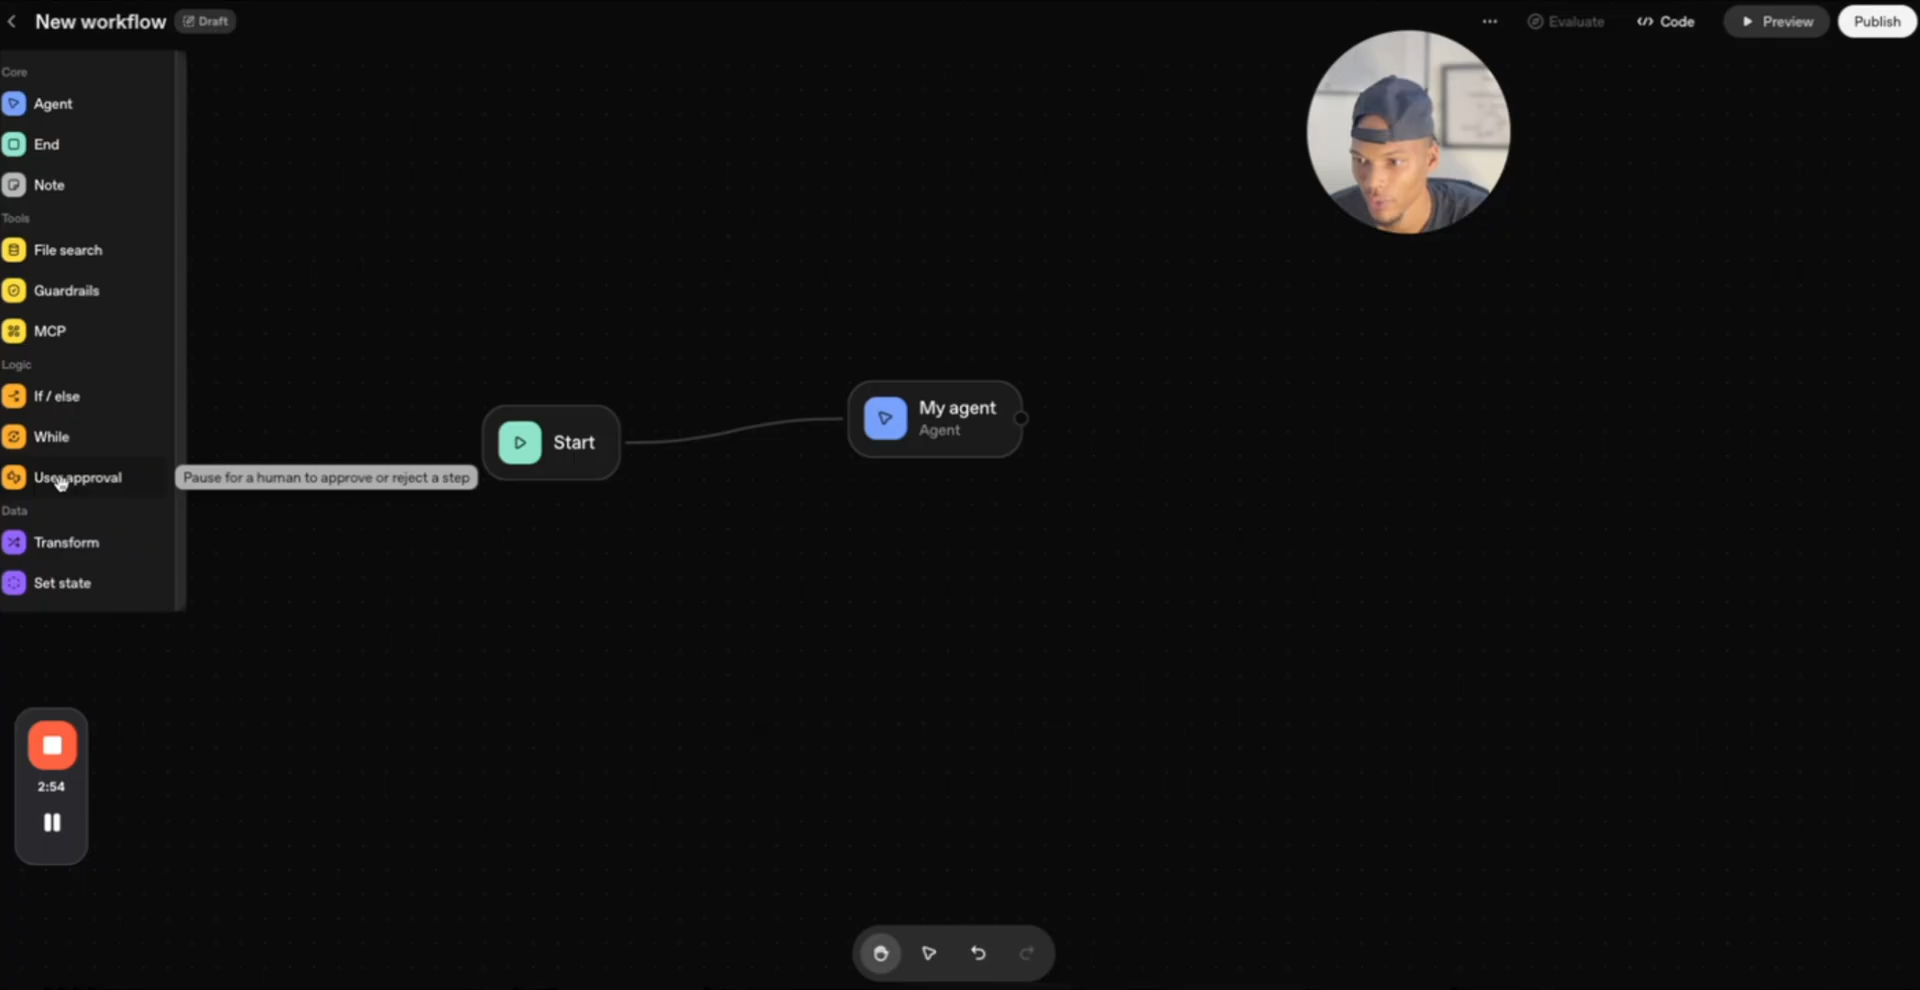 New workflow
Draft
Evaluate
Code
Preview
Publish
Core
Agent
End
Note
Tools
File search
Guardrails
MCP
Logic
If / else
While
User approval
Pause for a human to approve or reject a step
Data
Transform
Set state
Start
My agent
Agent
2:54